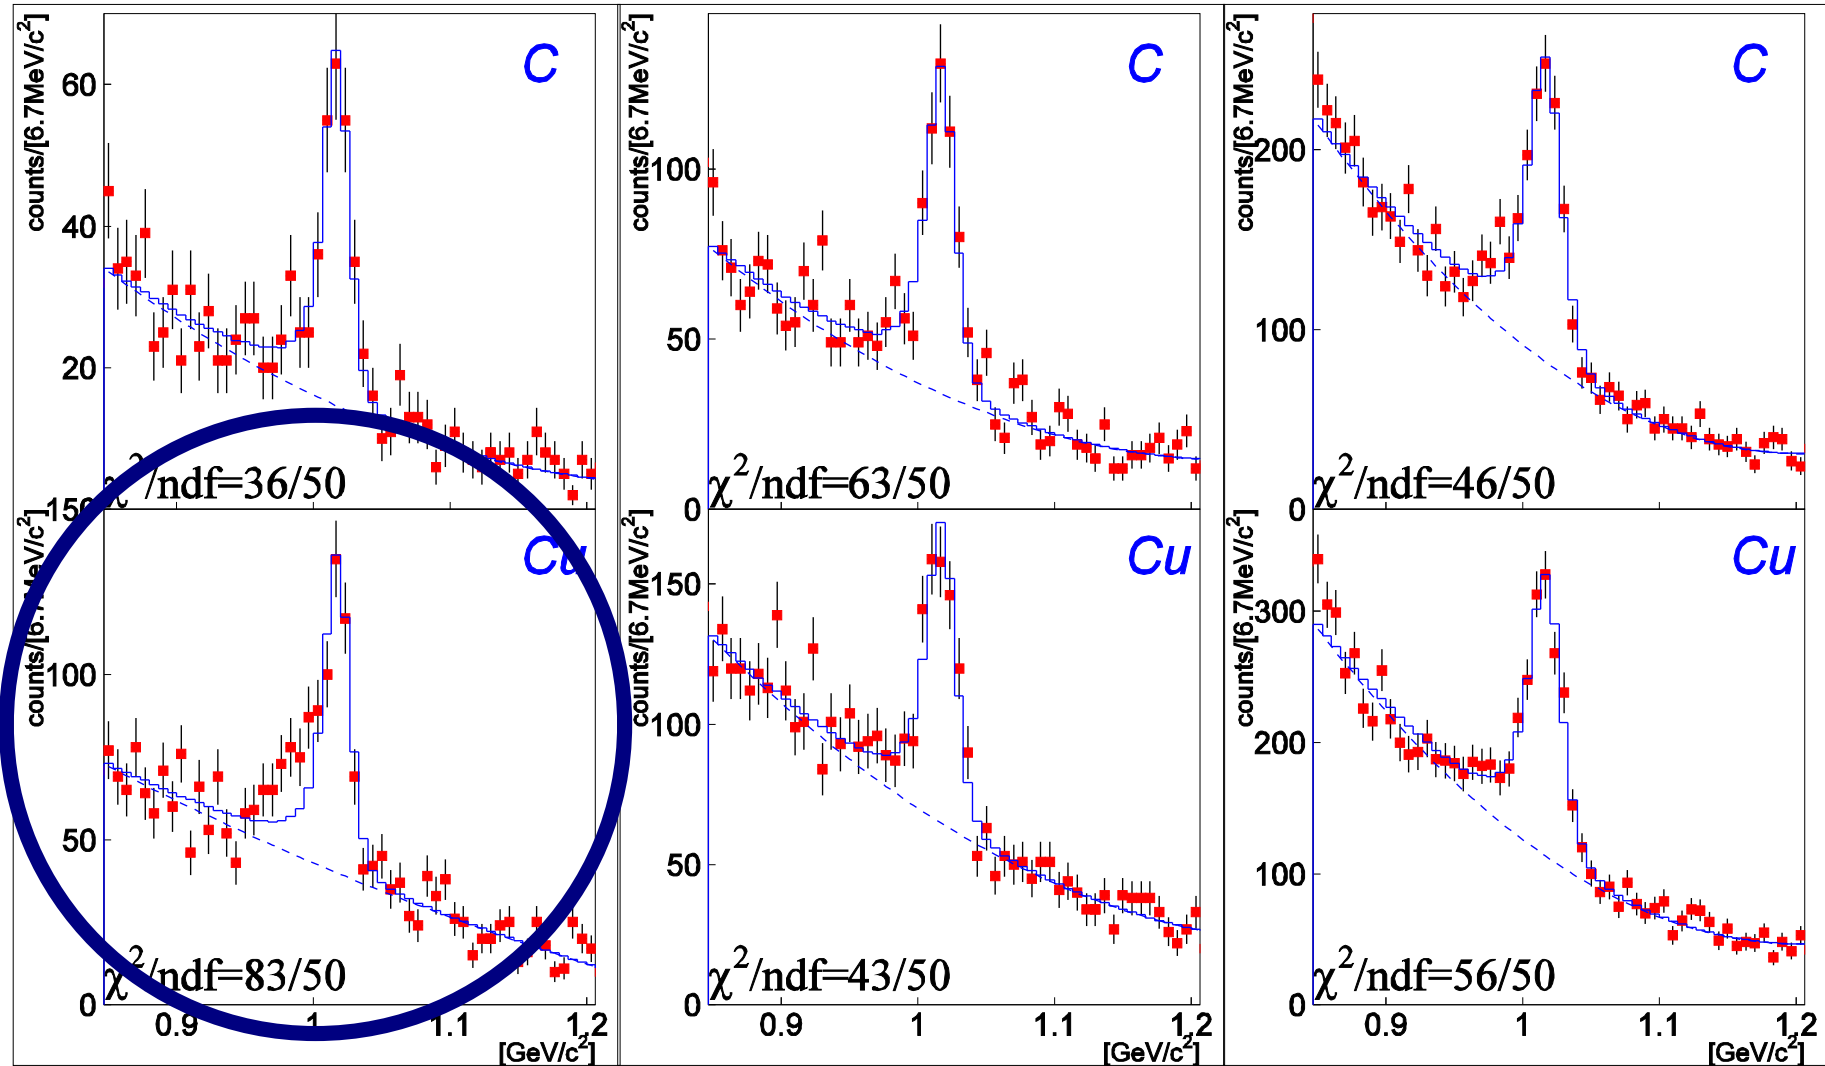 counts/[6.7MeV/c²]
C
60
40
20
χ²/ndf=36/50
counts/[6.7MeV/c²]
C
100
50
0
χ²/ndf=63/50
counts/[6.7MeV/c²]
C
200
100
0
χ²/ndf=46/50
counts/[6.7MeV/c²]
Cu
150
100
50
0
χ²/ndf=83/50
0.9 1 1.1 1.2
[GeV/c²]
counts/[6.7MeV/c²]
Cu
150
100
50
0
χ²/ndf=43/50
0.9 1 1.1 1.2
[GeV/c²]
counts/[6.7MeV/c²]
Cu
300
200
100
0
χ²/ndf=56/50
0.9 1 1.1 1.2
[GeV/c²]